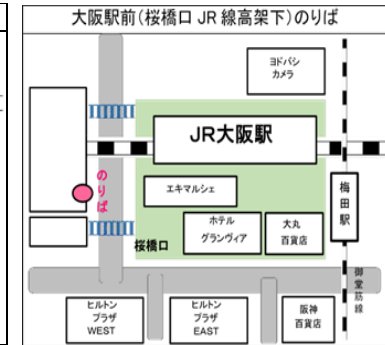 大阪駅前(桜橋口 JR 線高架下)のりば
ヨドバシ
カメラ
JR大阪駅
のりば
エキマルシェ
梅田駅
ホテル
グランヴィア
大丸
百貨店
桜橋口
御堂筋線
ヒルトン
プラザ
WEST
ヒルトン
プラザ
EAST
阪神
百貨店